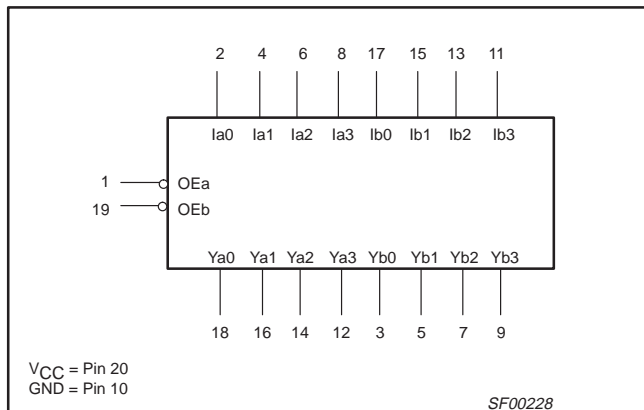 2 4 6 8 17 15 13 11
Ia0 Ia1 Ia2 Ia3 Ib0 Ib1 Ib2 Ib3
1 OEa
19 OEb
Ya0 Ya1 Ya2 Ya3 Yb0 Yb1 Yb2 Yb3
18 16 14 12 3 5 7 9
VCC = Pin 20
GND = Pin 10
SF00228